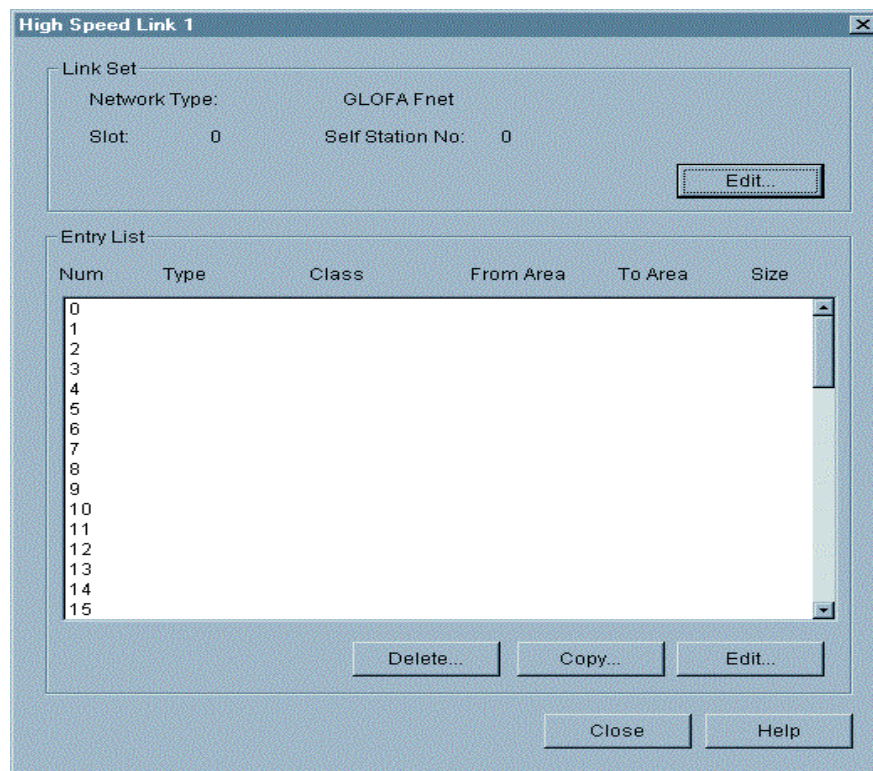 High Speed Link 1
Link Set
Network Type: GLOFA Fnet
Slot: 0 Self Station No: 0
Edit...
Entry List
Num Type Class From Area To Area Size
0
1
2
3
4
5
6
7
8
9
10
11
12
13
14
15
Delete... Copy... Edit...
Close Help